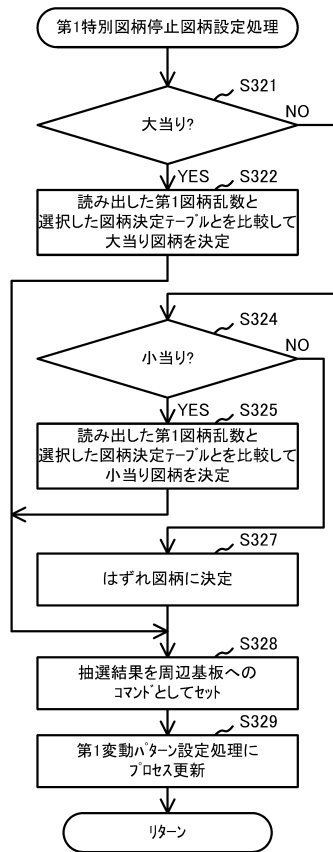 第1特別図柄停止図柄設定処理
S321
大当り?
NO
YES
S322
読み出した第1図柄乱数と
選択した図柄決定テーブルとを比較して
大当り図柄を決定
S324
小当り?
NO
YES
S325
読み出した第1図柄乱数と
選択した図柄決定テーブルとを比較して
小当り図柄を決定
S327
はずれ図柄に決定
S328
抽選結果を周辺基板への
コマンドとしてセット
S329
第1変動パターン設定処理に
プロセス更新
リターン